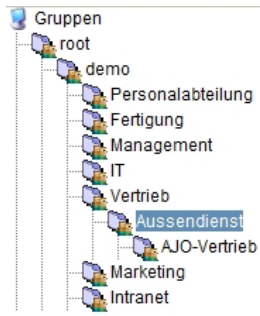 Gruppen
root
demo
Personalabteilung
Fertigung
Management
IT
Vertrieb
Aussendienst
AJO-Vertrieb
Marketing
Intranet